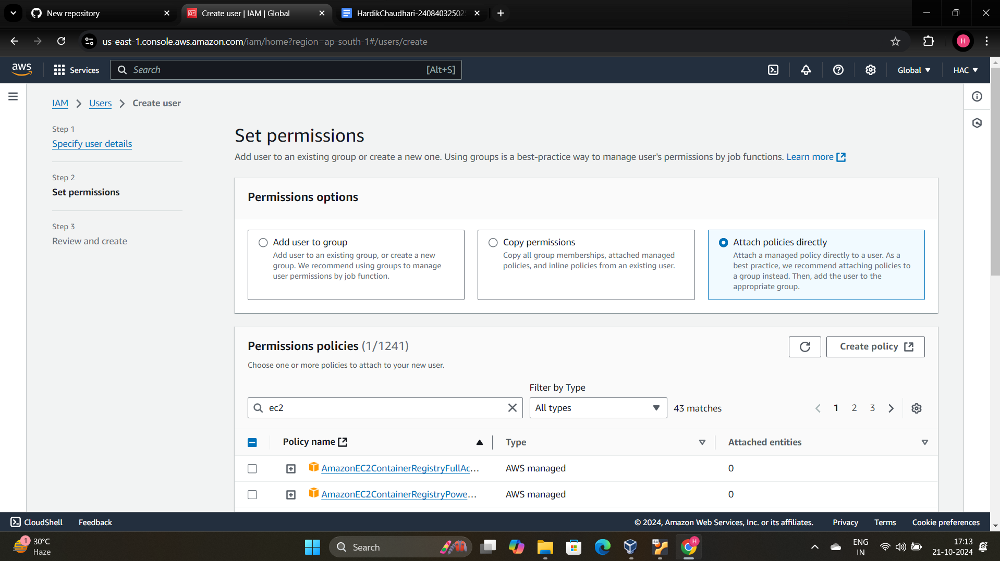 New repository
Create user | IAM | Global
HardikChaudhari-2408403250
us-east-1.console.aws.amazon.com/iam/home?region=ap-south-1#/users/create
H
aws
Services
Search
[Alt+S]
Global
HAC
IAM
Users
Create user
Step 1
Specify user details
Step 2
Set permissions
Step 3
Review and create
Set permissions
Add user to an existing group or create a new one. Using groups is a best-practice way to manage user's permissions by job functions. Learn more
Permissions options
Add user to group
Add user to an existing group, or create a new
group. We recommend using groups to manage
user permissions by job function.
Copy permissions
Copy all group memberships, attached managed
policies, and inline policies from an existing user.
Attach policies directly
Attach a managed policy directly to a user. As a
best practice, we recommend attaching policies to
a group instead. Then, add the user to the
appropriate group.
Permissions policies (1/1241)
Create policy
Choose one or more policies to attach to your new user.
Filter by Type
ec2
All types
43 matches
1 2 3
Policy name
Type
Attached entities
AmazonEC2ContainerRegistryFullAc...
AWS managed
0
AmazonEC2ContainerRegistryPowe...
AWS managed
0
CloudShell
Feedback
© 2024, Amazon Web Services, Inc. or its affiliates.
Privacy
Terms
Cookie preferences
1
30°C
Haze
Search
64
H
ENG
IN
17:13
21-10-2024